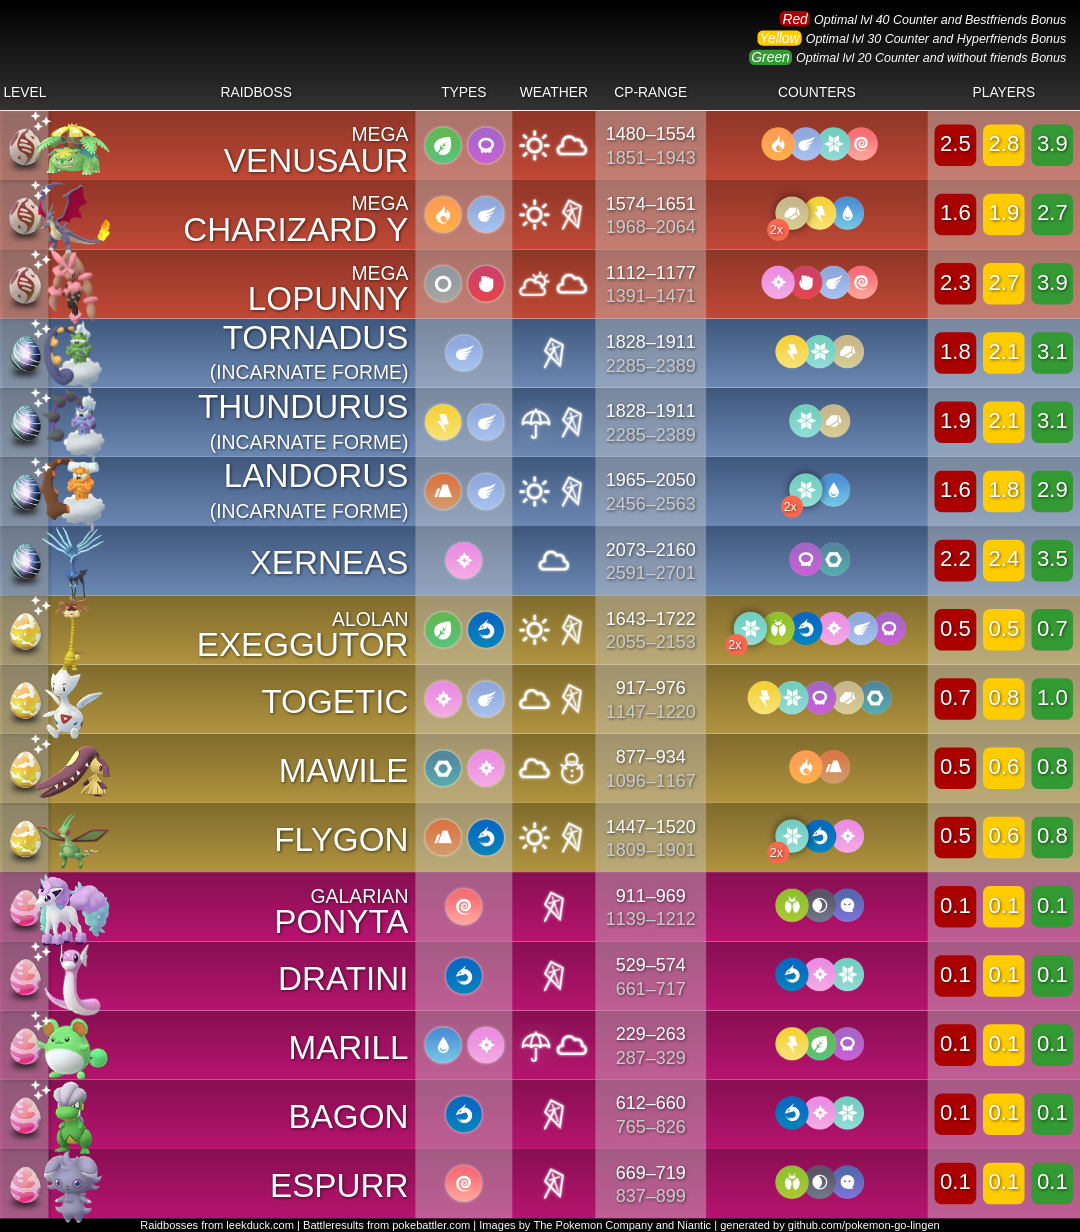 Red Optimal lvl 40 Counter and Bestfriends Bonus
Yellow Optimal lvl 30 Counter and Hyperfriends Bonus
Green Optimal lvl 20 Counter and without friends Bonus
LEVEL RAIDBOSS TYPES WEATHER CP-RANGE COUNTERS PLAYERS
MEGA
VENUSAUR
1480–1554
1851–1943
2.5 2.8 3.9
MEGA
CHARIZARD Y
1574–1651
1968–2064
2x
1.6 1.9 2.7
MEGA
LOPUNNY
1112–1177
1391–1471
2.3 2.7 3.9
TORNADUS
(INCARNATE FORME)
1828–1911
2285–2389
1.8 2.1 3.1
THUNDURUS
(INCARNATE FORME)
1828–1911
2285–2389
1.9 2.1 3.1
LANDORUS
(INCARNATE FORME)
1965–2050
2456–2563
2x
1.6 1.8 2.9
XERNEAS
2073–2160
2591–2701
2.2 2.4 3.5
ALOLAN
EXEGGUTOR
1643–1722
2055–2153
2x
0.5 0.5 0.7
TOGETIC
917–976
1147–1220
0.7 0.8 1.0
MAWILE
877–934
1096–1167
0.5 0.6 0.8
FLYGON
1447–1520
1809–1901
2x
0.5 0.6 0.8
GALARIAN
PONYTA
911–969
1139–1212
0.1 0.1 0.1
DRATINI
529–574
661–717
0.1 0.1 0.1
MARILL
229–263
287–329
0.1 0.1 0.1
BAGON
612–660
765–826
0.1 0.1 0.1
ESPURR
669–719
837–899
0.1 0.1 0.1
Raidbosses from leekduck.com | Battleresults from pokebattler.com | Images by The Pokemon Company and Niantic | generated by github.com/pokemon-go-lingen